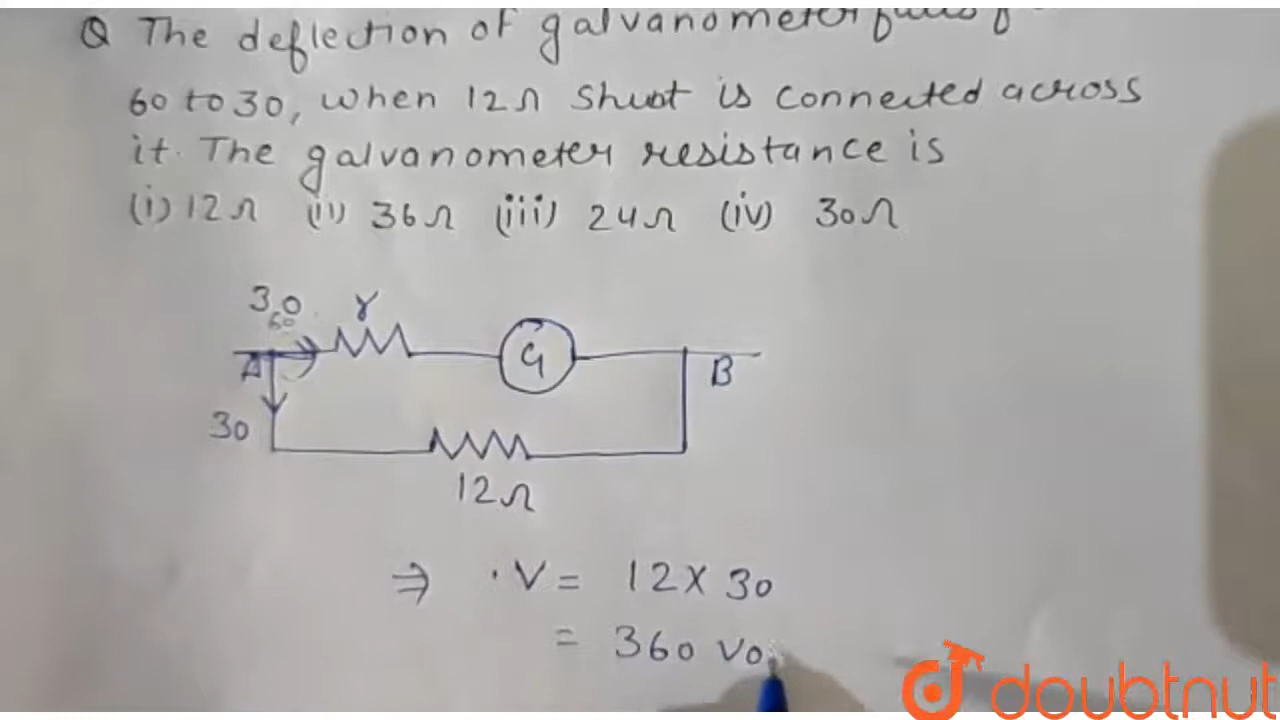 Q The deflection of galvanometer falls
60 to 30, when 12Ω shunt is connected across
it. The galvanometer resistance is
(i) 12Ω (ii) 36Ω (iii) 24Ω (iv) 30Ω
30 r
60
G
A B
30
12Ω
⇒ V = 12 X 30
= 360 vo
doubtnut